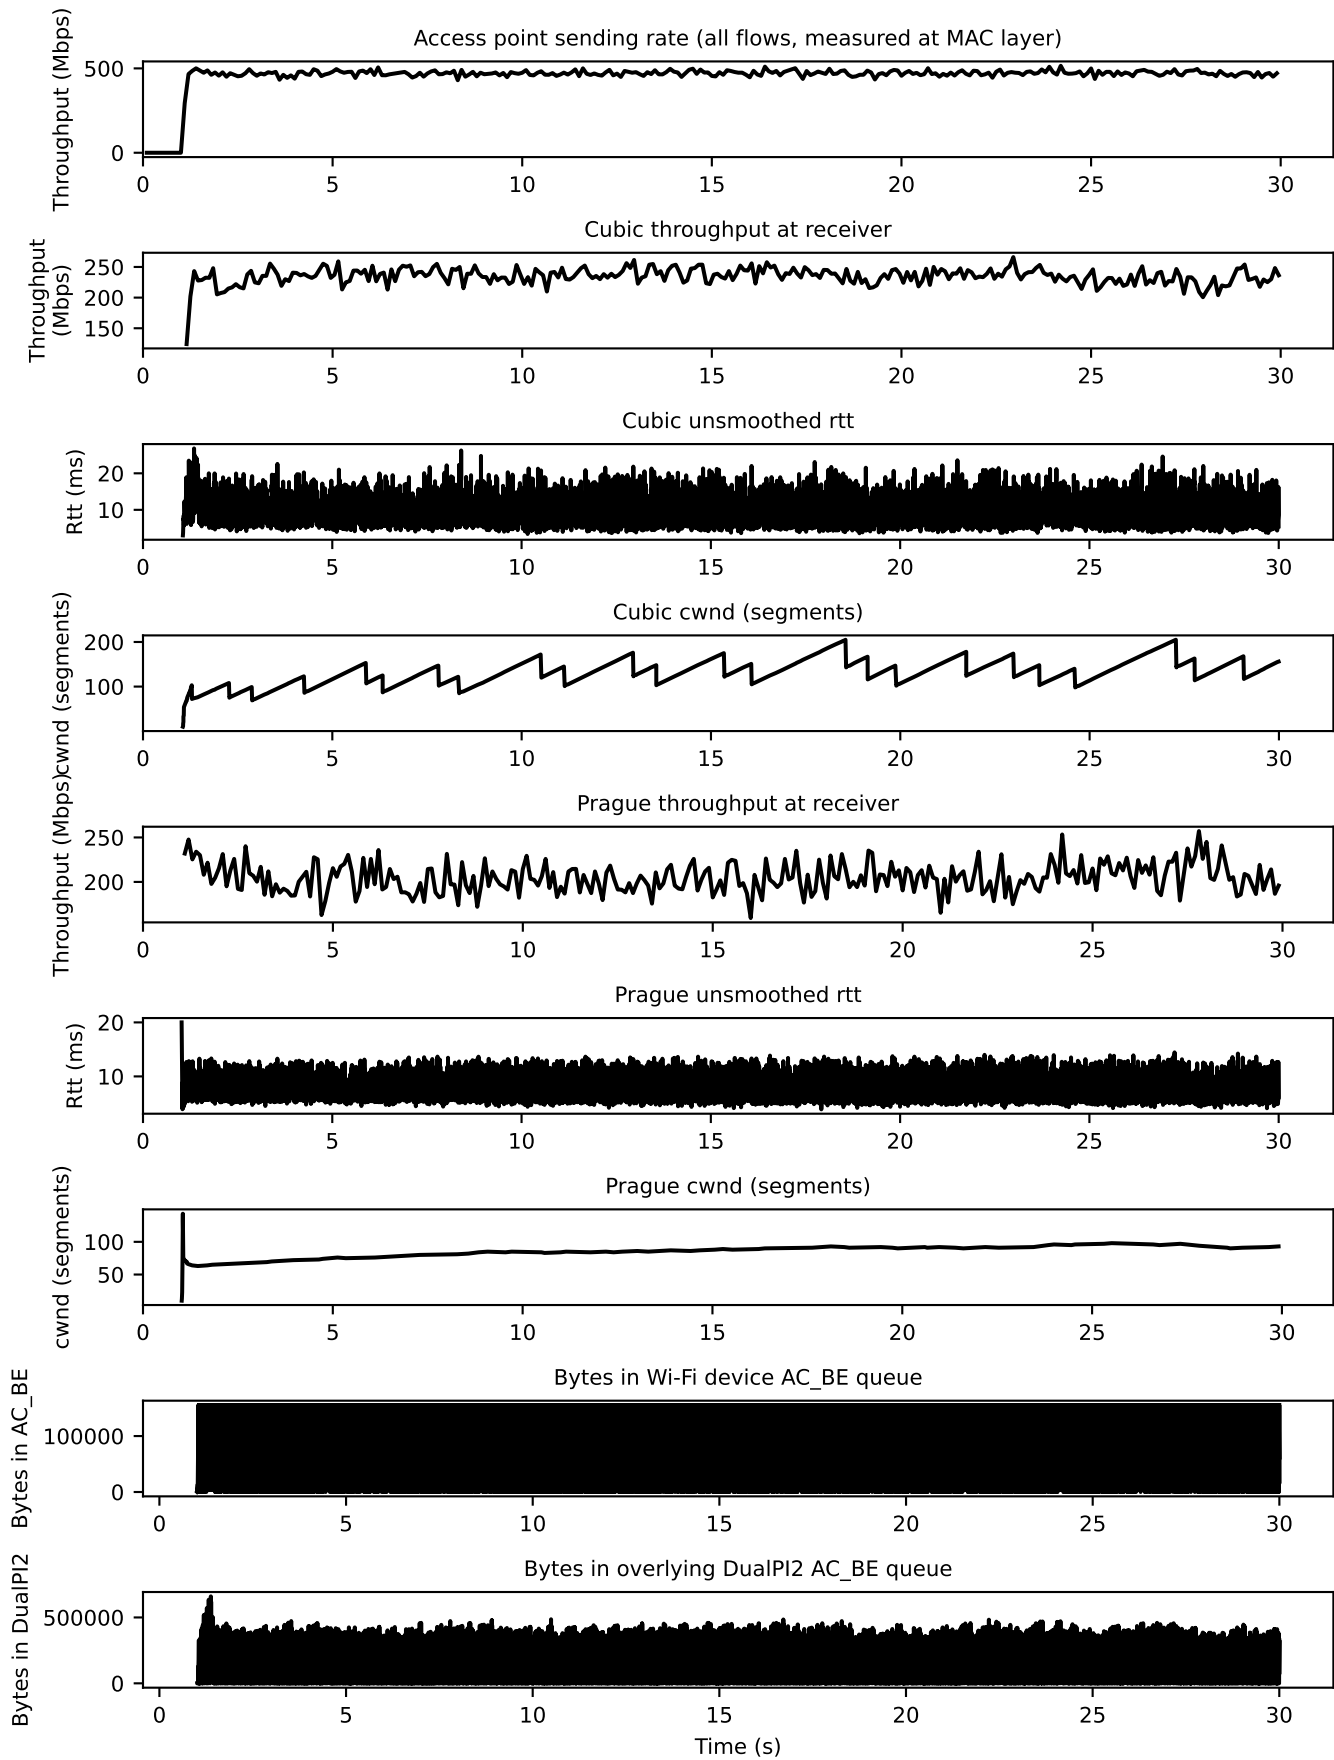 Access point sending rate (all flows, measured at MAC layer)
Throughput (Mbps)
500
0
0 5 10 15 20 25 30
Cubic throughput at receiver
Throughput
(Mbps)
250
200
150
0 5 10 15 20 25 30
Cubic unsmoothed rtt
Rtt (ms)
20
10
0 5 10 15 20 25 30
Cubic cwnd (segments)
cwnd (segments)
200
100
0 5 10 15 20 25 30
Prague throughput at receiver
Throughput (Mbps)
250
200
0 5 10 15 20 25 30
Prague unsmoothed rtt
Rtt (ms)
20
10
0 5 10 15 20 25 30
Prague cwnd (segments)
cwnd (segments)
100
50
0 5 10 15 20 25 30
Bytes in Wi-Fi device AC_BE queue
Bytes in AC_BE
100000
0
0 5 10 15 20 25 30
Bytes in overlying DualPI2 AC_BE queue
Bytes in DualPI2
500000
0
0 5 10 15 20 25 30
Time (s)